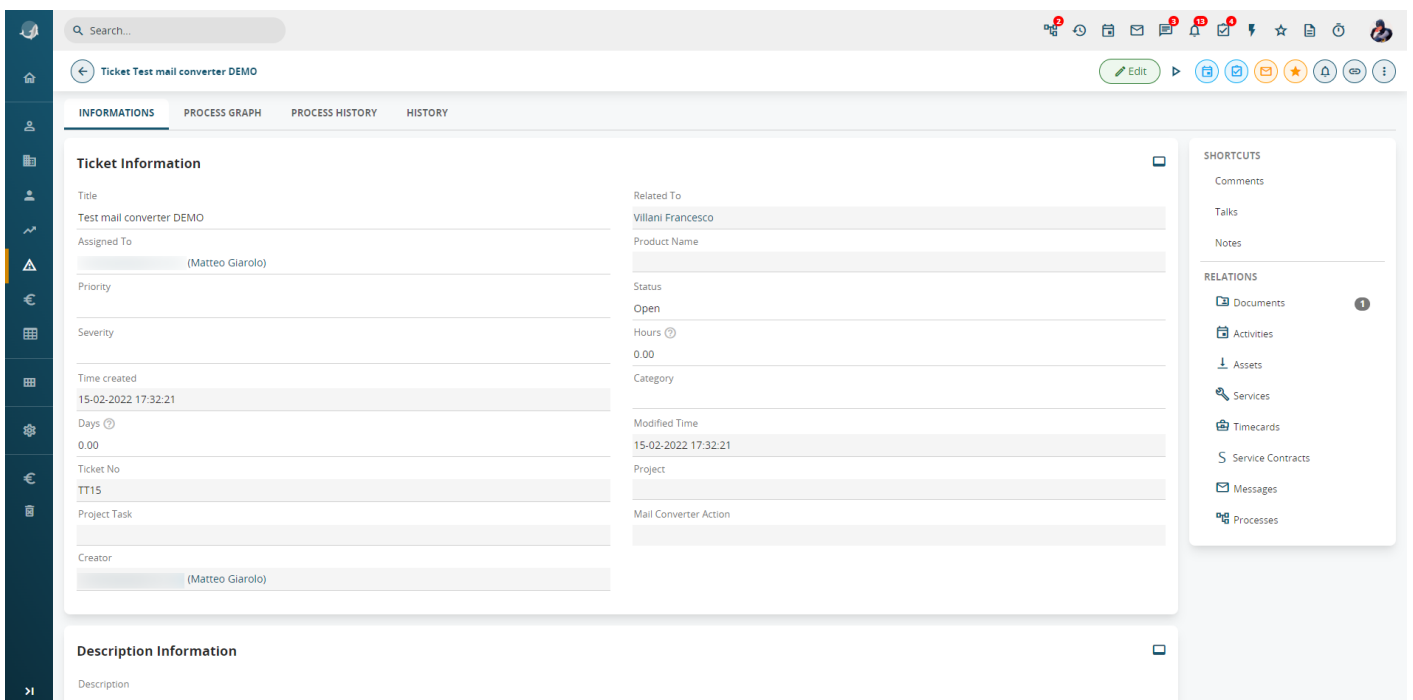 Search...
2
3
13
4
Ticket Test mail converter DEMO
Edit
INFORMATIONS
PROCESS GRAPH
PROCESS HISTORY
HISTORY
Ticket Information
Title
Test mail converter DEMO
Related To
Villani Francesco
Assigned To
(Matteo Giarolo)
Product Name
Priority
Status
Open
Severity
Hours
0.00
Time created
15-02-2022 17:32:21
Category
Days
0.00
Modified Time
15-02-2022 17:32:21
Ticket No
TT15
Project
Project Task
Mail Converter Action
Creator
(Matteo Giarolo)
Description Information
Description
SHORTCUTS
Comments
Talks
Notes
RELATIONS
Documents 1
Activities
Assets
Services
Timecards
Service Contracts
Messages
Processes